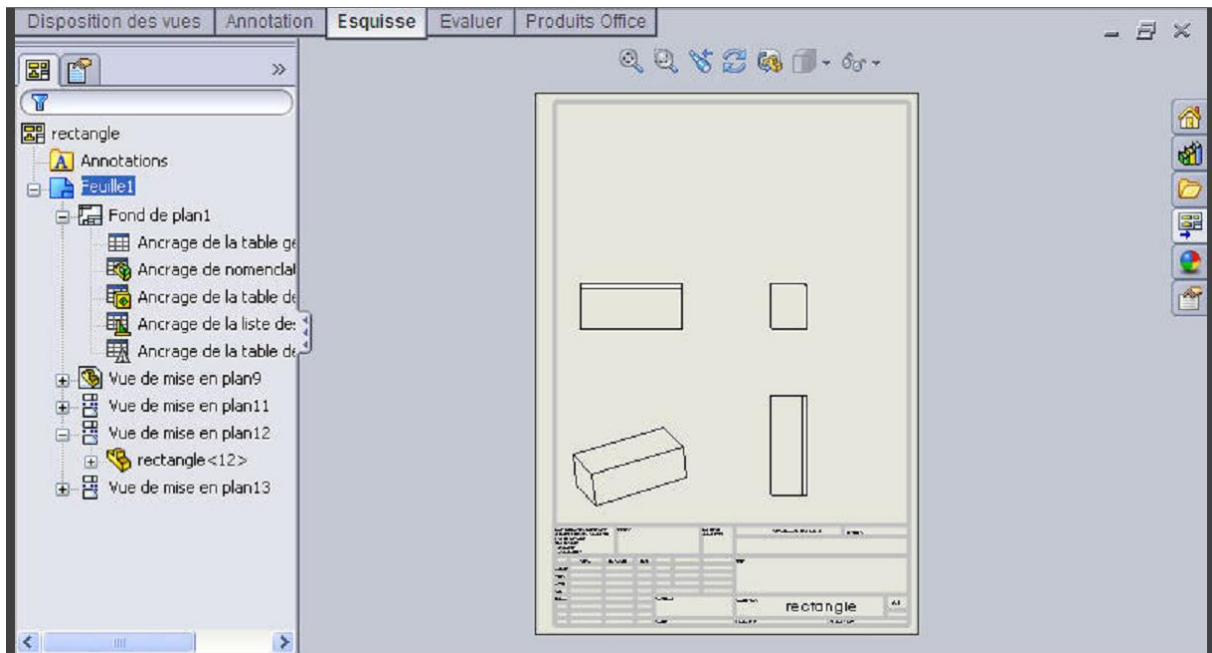 Disposition des vues Annotation Esquisse Evaluer Produits Office
rectangle
Annotations
Feuille1
Fond de plan1
Ancrage de la table ge
Ancrage de nomenclat
Ancrage de la table de
Ancrage de la liste des
Ancrage de la table de
Vue de mise en plan9
Vue de mise en plan11
Vue de mise en plan12
rectangle<12>
Vue de mise en plan13
rectangle